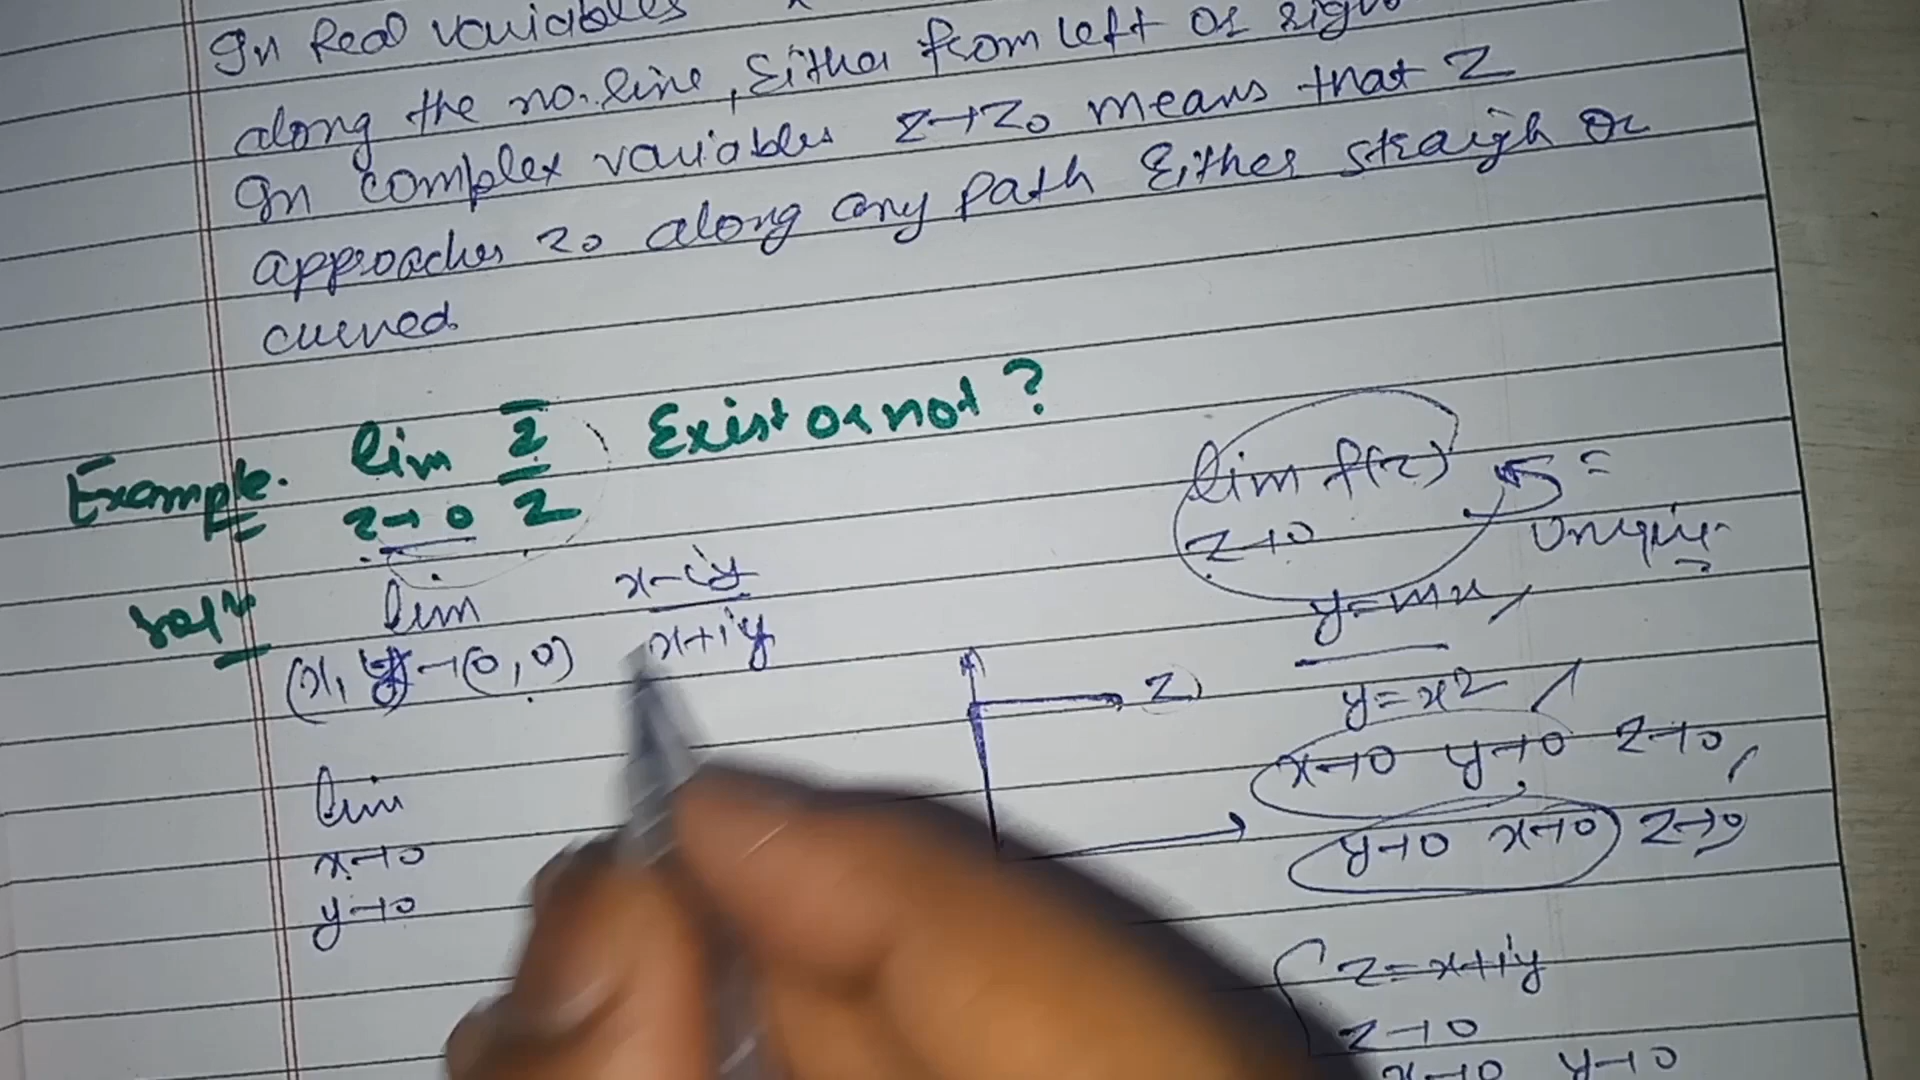 In Real variables
along the no. line, Either from left or right
In complex variables z→z₀ means that z
approaches z₀ along any path Either straigh or
curved.
Example. lim z→0 z̄/z Exist or not?
Solⁿ lim (x, y)→(0, 0) x-iy/x+iy
lim
x→0
y→0
lim f(z) =
z→0 Unique
y=mx
y=x²
x→0 y→0 z→0
y→0 x→0 z→0
z
z=x+iy
z→0
x→0 y→0